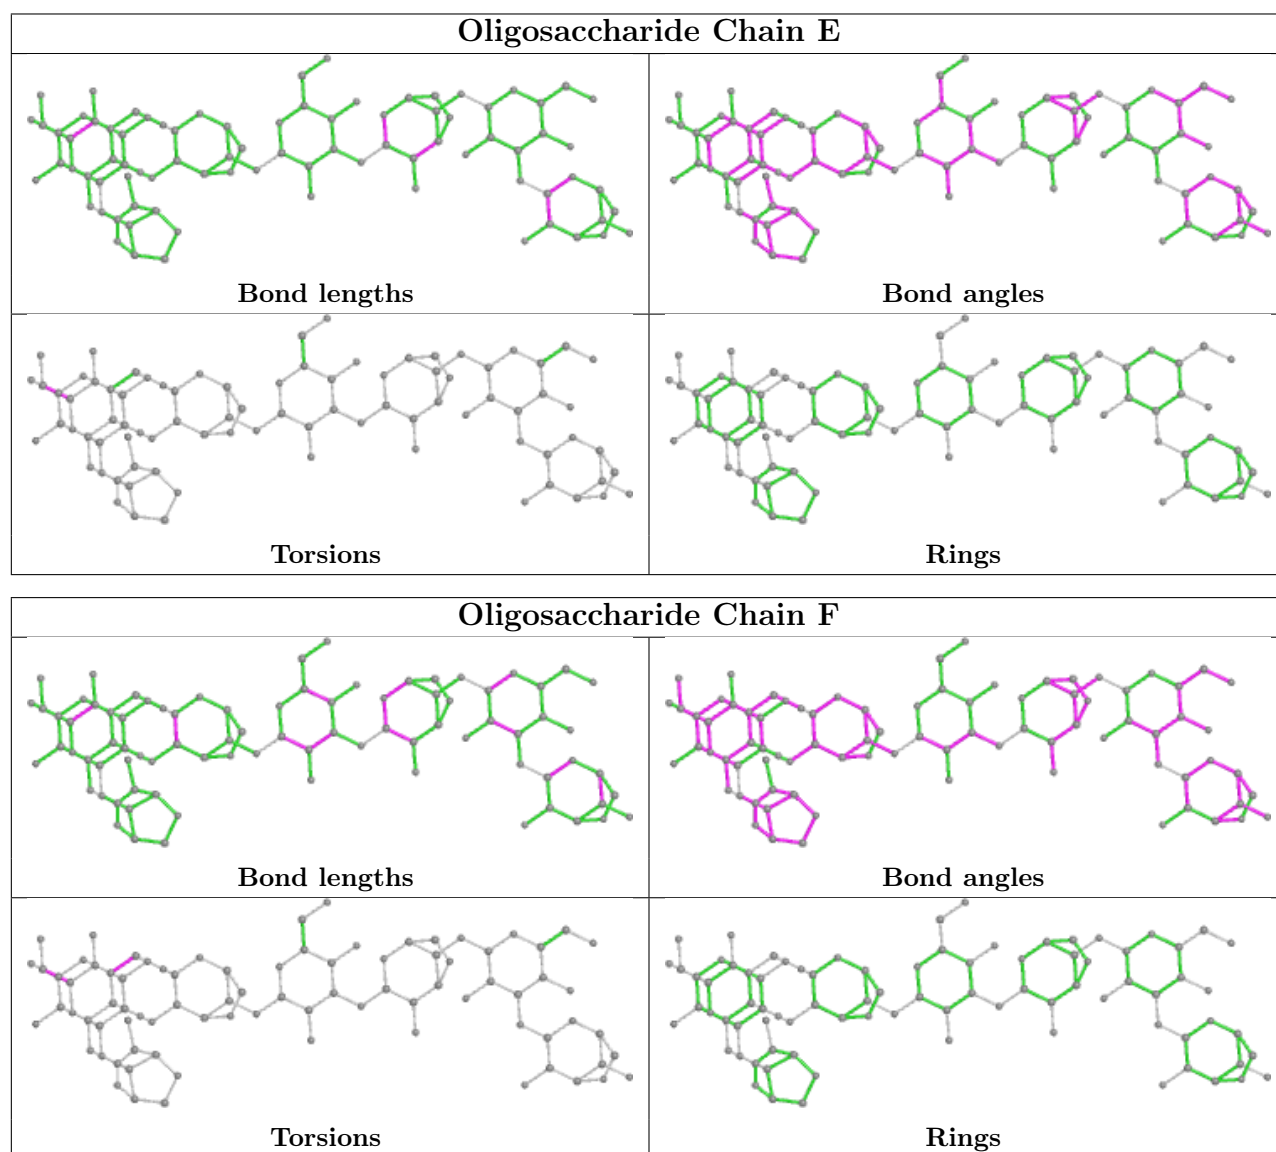 Oligosaccharide Chain E
Bond lengths
Bond angles
Torsions
Rings
Oligosaccharide Chain F
Bond lengths
Bond angles
Torsions
Rings